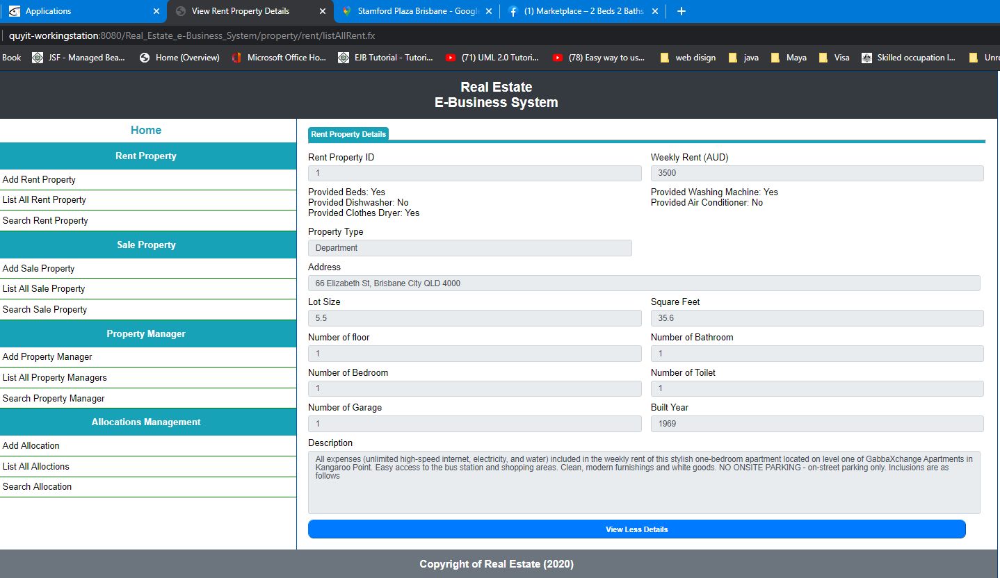 Applications
View Rent Property Details
Stamford Plaza Brisbane - Google
(1) Marketplace – 2 Beds 2 Baths
quyit-workingstation:8080/Real_Estate_e-Business_System/property/rent/listAllRent.fx
Book
JSF - Managed Bea...
Home (Overview)
Microsoft Office Ho...
EJB Tutorial - Tutori...
(71) UML 2.0 Tutori...
(78) Easy way to us...
web disign
java
Maya
Visa
Skilled occupation l...
Unre
Real Estate
E-Business System
Home
Rent Property
Add Rent Property
List All Rent Property
Search Rent Property
Sale Property
Add Sale Property
List All Sale Property
Search Sale Property
Property Manager
Add Property Manager
List All Property Managers
Search Property Manager
Allocations Management
Add Allocation
List All Alloctions
Search Allocation
Rent Property Details
Rent Property ID
1
Weekly Rent (AUD)
3500
Provided Beds: Yes
Provided Dishwasher: No
Provided Clothes Dryer: Yes
Provided Washing Machine: Yes
Provided Air Conditioner: No
Property Type
Department
Address
66 Elizabeth St, Brisbane City QLD 4000
Lot Size
5.5
Square Feet
35.6
Number of floor
1
Number of Bathroom
1
Number of Bedroom
1
Number of Toilet
1
Number of Garage
1
Built Year
1969
Description
All expenses (unlimited high-speed internet, electricity, and water) included in the weekly rent of this stylish one-bedroom apartment located on level one of GabbaXchange Apartments in
Kangaroo Point. Easy access to the bus station and shopping areas. Clean, modern furnishings and white goods. NO ONSITE PARKING - on-street parking only. Inclusions are as
follows
View Less Details
Copyright of Real Estate (2020)